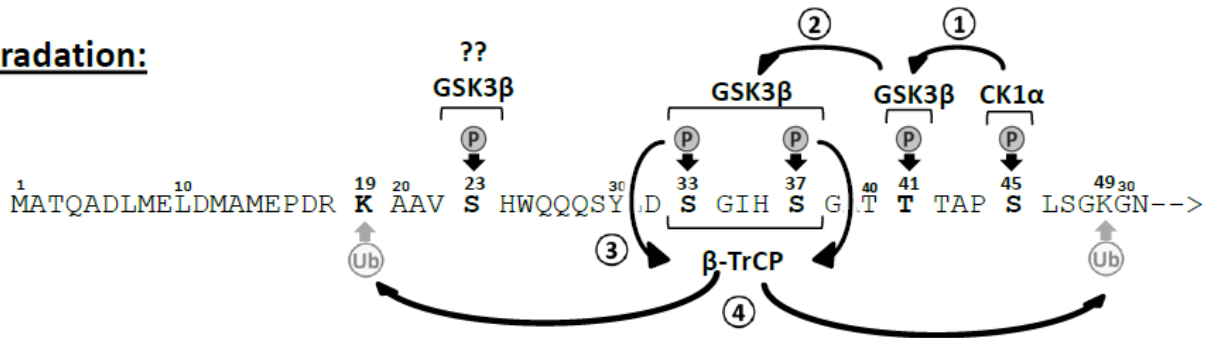 ② ①
radation:
??
GSK3β GSK3β GSK3β CK1α
P P P P P
1 10 19 20 23 30 33 37 40 41 45 49 30
MATQADLMELDMAMEPDR K AAV S HWQQQSY D S GIHS G T T TAP S LSGKGN-->
Ub ③ β-TrCP Ub
④